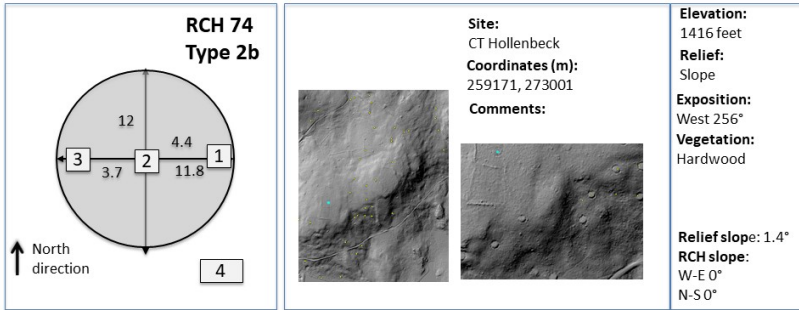 RCH 74
Type 2b
12
4.4
3
2
1
3.7
11.8
North
direction
4
Site:
CT Hollenbeck
Coordinates (m):
259171, 273001
Comments:
Elevation:
1416 feet
Relief:
Slope
Exposition:
West 256°
Vegetation:
Hardwood
Relief slope: 1.4°
RCH slope:
W-E 0°
N-S 0°